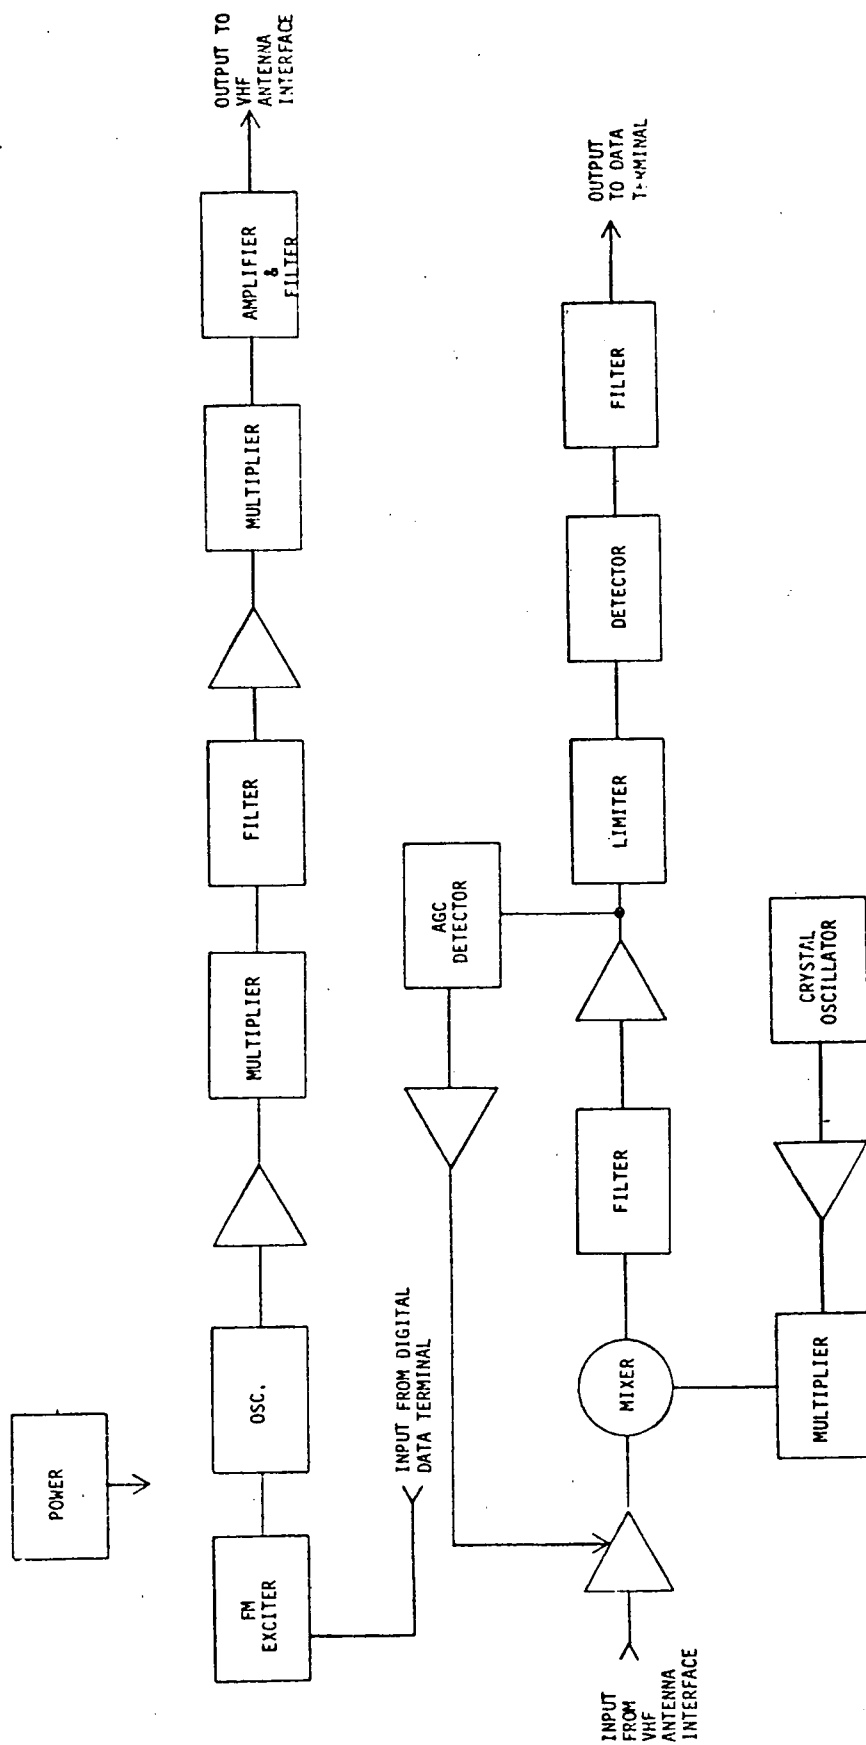 POWER
FM
EXCITER
OSC.
MULTIPLIER
FILTER
MULTIPLIER
AMPLIFIER
&
FILTER
OUTPUT TO
VHF
ANTENNA
INTERFACE
INPUT FROM DIGITAL
DATA TERMINAL
AGC
DETECTOR
INPUT
FROM
VHF
ANTENNA
INTERFACE
MIXER
FILTER
LIMITER
DETECTOR
FILTER
OUTPUT
TO DATA
TERMINAL
MULTIPLIER
CRYSTAL
OSCILLATOR